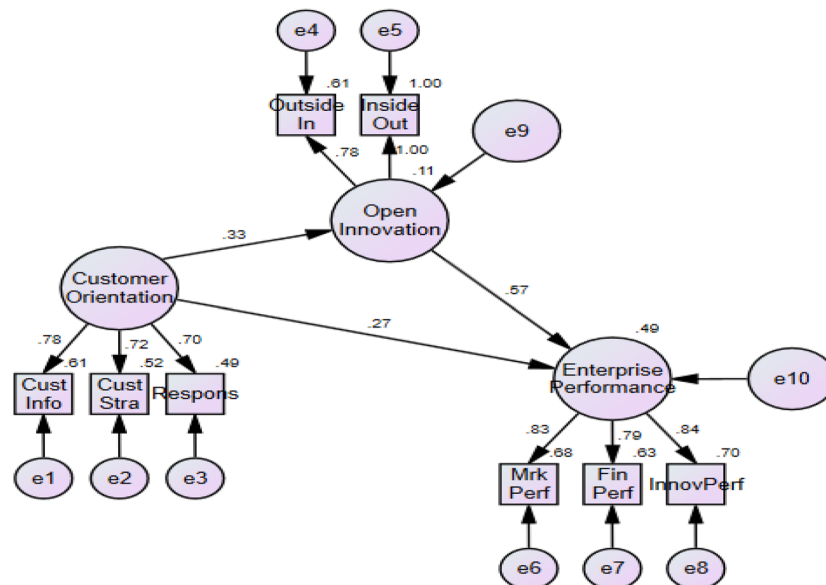 e4
e5
.61
1.00
Outside
In
Inside
Out
e9
.78
1.00
.11
Open
Innovation
.33
Customer
Orientation
.57
.27
.49
.78
.72
.70
.61
.52
.49
Cust
Info
Cust
Stra
Respons
Enterprise
Performance
e10
e1
e2
e3
.83
.79
.84
.68
.63
.70
Mrk
Perf
Fin
Perf
InnovPerf
e6
e7
e8